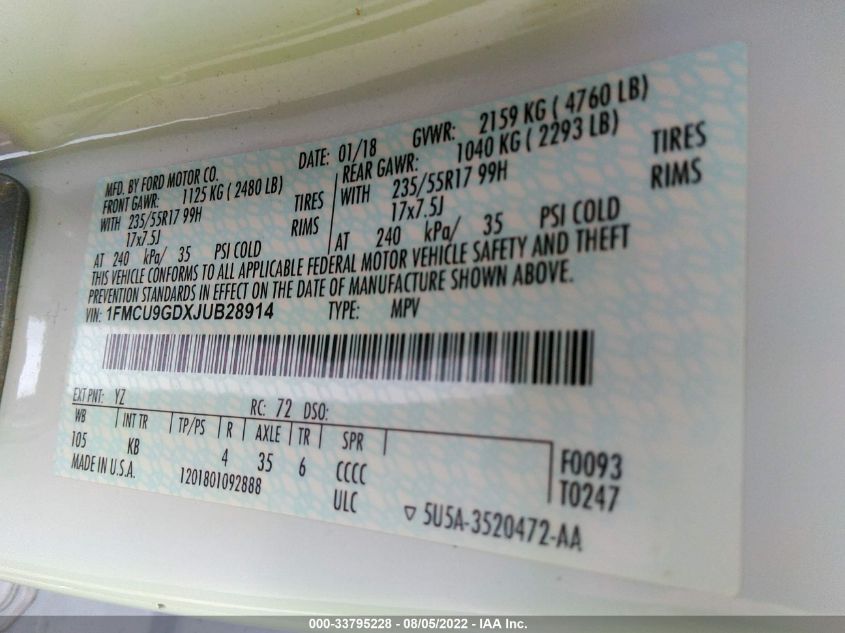 MFD. BY FORD MOTOR CO. DATE: 01/18 GVWR: 2159 KG ( 4760 LB)
FRONT GAWR: 1125 KG ( 2480 LB) REAR GAWR: 1040 KG ( 2293 LB)
WITH 235/55R17 99H TIRES WITH 235/55R17 99H TIRES
17x7.5J RIMS 17x7.5J RIMS
AT 240 kPa/ 35 PSI COLD AT 240 kPa/ 35 PSI COLD
THIS VEHICLE CONFORMS TO ALL APPLICABLE FEDERAL MOTOR VEHICLE SAFETY AND THEFT
PREVENTION STANDARDS IN EFFECT ON THE DATE OF MANUFACTURE SHOWN ABOVE.
VIN: 1FMCU9GDXJUB28914 TYPE: MPV
EXT PNT: YZ RC: 72 DSO:
WB INT TR TP/PS R AXLE TR SPR
105 KB 4 35 6 CCCC F0093
MADE IN U.S.A. 1201801092888 ULC T0247
▽ 5U5A-3520472-AA
000-33795228 - 08/05/2022 - IAA Inc.